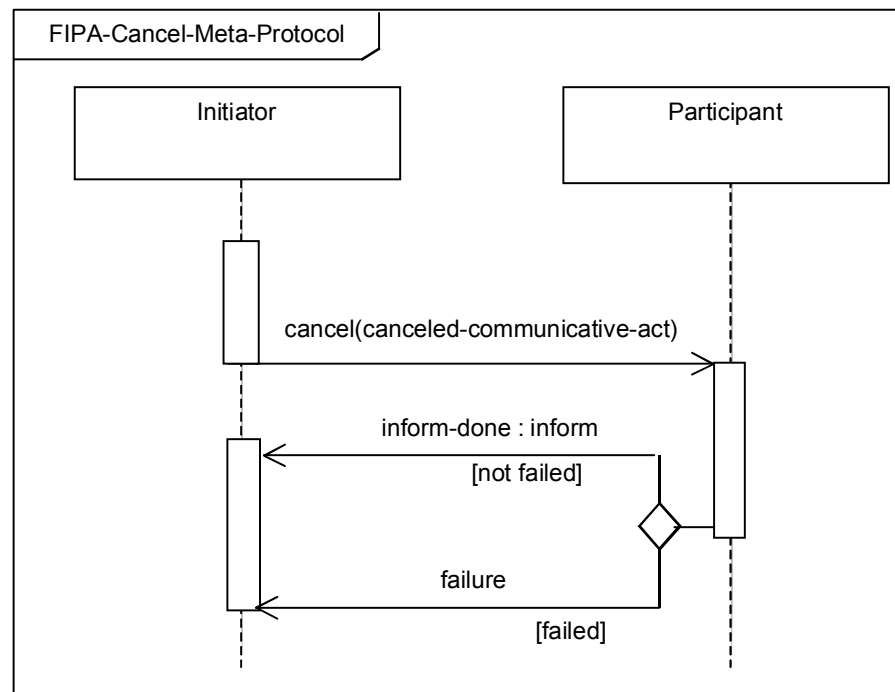 FIPA-Cancel-Meta-Protocol
Initiator
Participant
cancel(canceled-communicative-act)
inform-done : inform
[not failed]
failure
[failed]